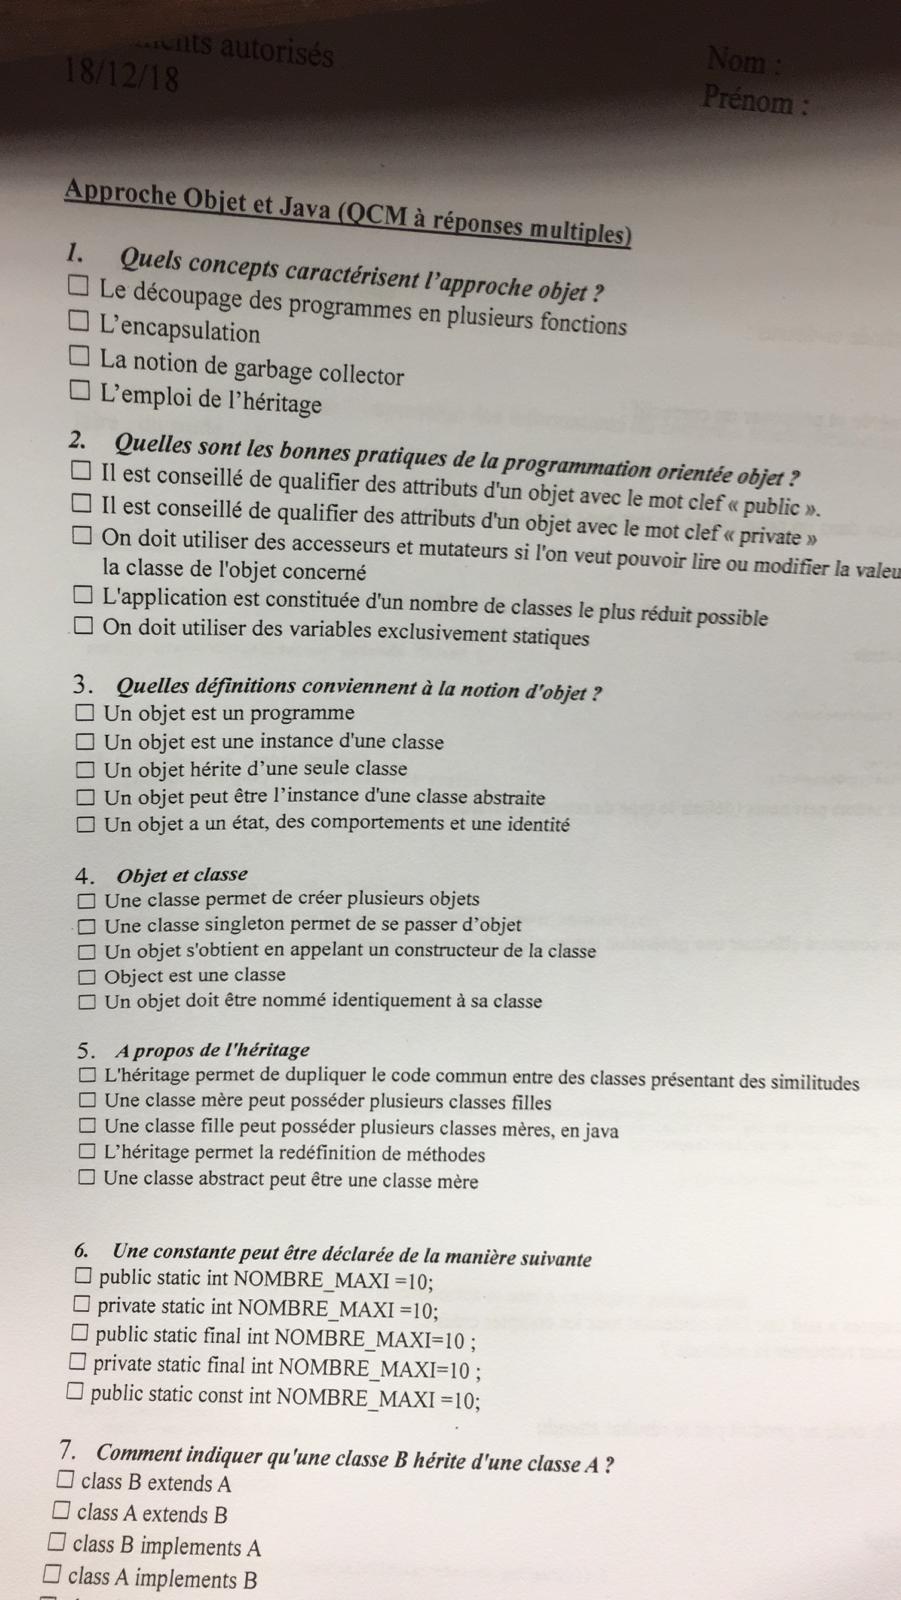 autorisés
18/12/18
Nom :
Prénom :
Approche Objet et Java (QCM à réponses multiples)
1. Quels concepts caractérisent l'approche objet ?
☐ Le découpage des programmes en plusieurs fonctions
☐ L'encapsulation
☐ La notion de garbage collector
☐ L'emploi de l'héritage
2. Quelles sont les bonnes pratiques de la programmation orientée objet ?
☐ Il est conseillé de qualifier des attributs d'un objet avec le mot clef « public ».
☐ Il est conseillé de qualifier des attributs d'un objet avec le mot clef « private »
☐ On doit utiliser des accesseurs et mutateurs si l'on veut pouvoir lire ou modifier la valeu
la classe de l'objet concerné
☐ L'application est constituée d'un nombre de classes le plus réduit possible
☐ On doit utiliser des variables exclusivement statiques
3. Quelles définitions conviennent à la notion d'objet ?
☐ Un objet est un programme
☐ Un objet est une instance d'une classe
☐ Un objet hérite d'une seule classe
☐ Un objet peut être l'instance d'une classe abstraite
☐ Un objet a un état, des comportements et une identité
4. Objet et classe
☐ Une classe permet de créer plusieurs objets
☐ Une classe singleton permet de se passer d'objet
☐ Un objet s'obtient en appelant un constructeur de la classe
☐ Object est une classe
☐ Un objet doit être nommé identiquement à sa classe
5. A propos de l'héritage
☐ L'héritage permet de dupliquer le code commun entre des classes présentant des similitudes
☐ Une classe mère peut posséder plusieurs classes filles
☐ Une classe fille peut posséder plusieurs classes mères, en java
☐ L'héritage permet la redéfinition de méthodes
☐ Une classe abstract peut être une classe mère
6. Une constante peut être déclarée de la manière suivante
☐ public static int NOMBRE_MAXI =10;
☐ private static int NOMBRE_MAXI =10;
☐ public static final int NOMBRE_MAXI=10 ;
☐ private static final int NOMBRE_MAXI=10 ;
☐ public static const int NOMBRE_MAXI =10;
7. Comment indiquer qu'une classe B hérite d'une classe A ?
☐ class B extends A
☐ class A extends B
☐ class B implements A
☐ class A implements B